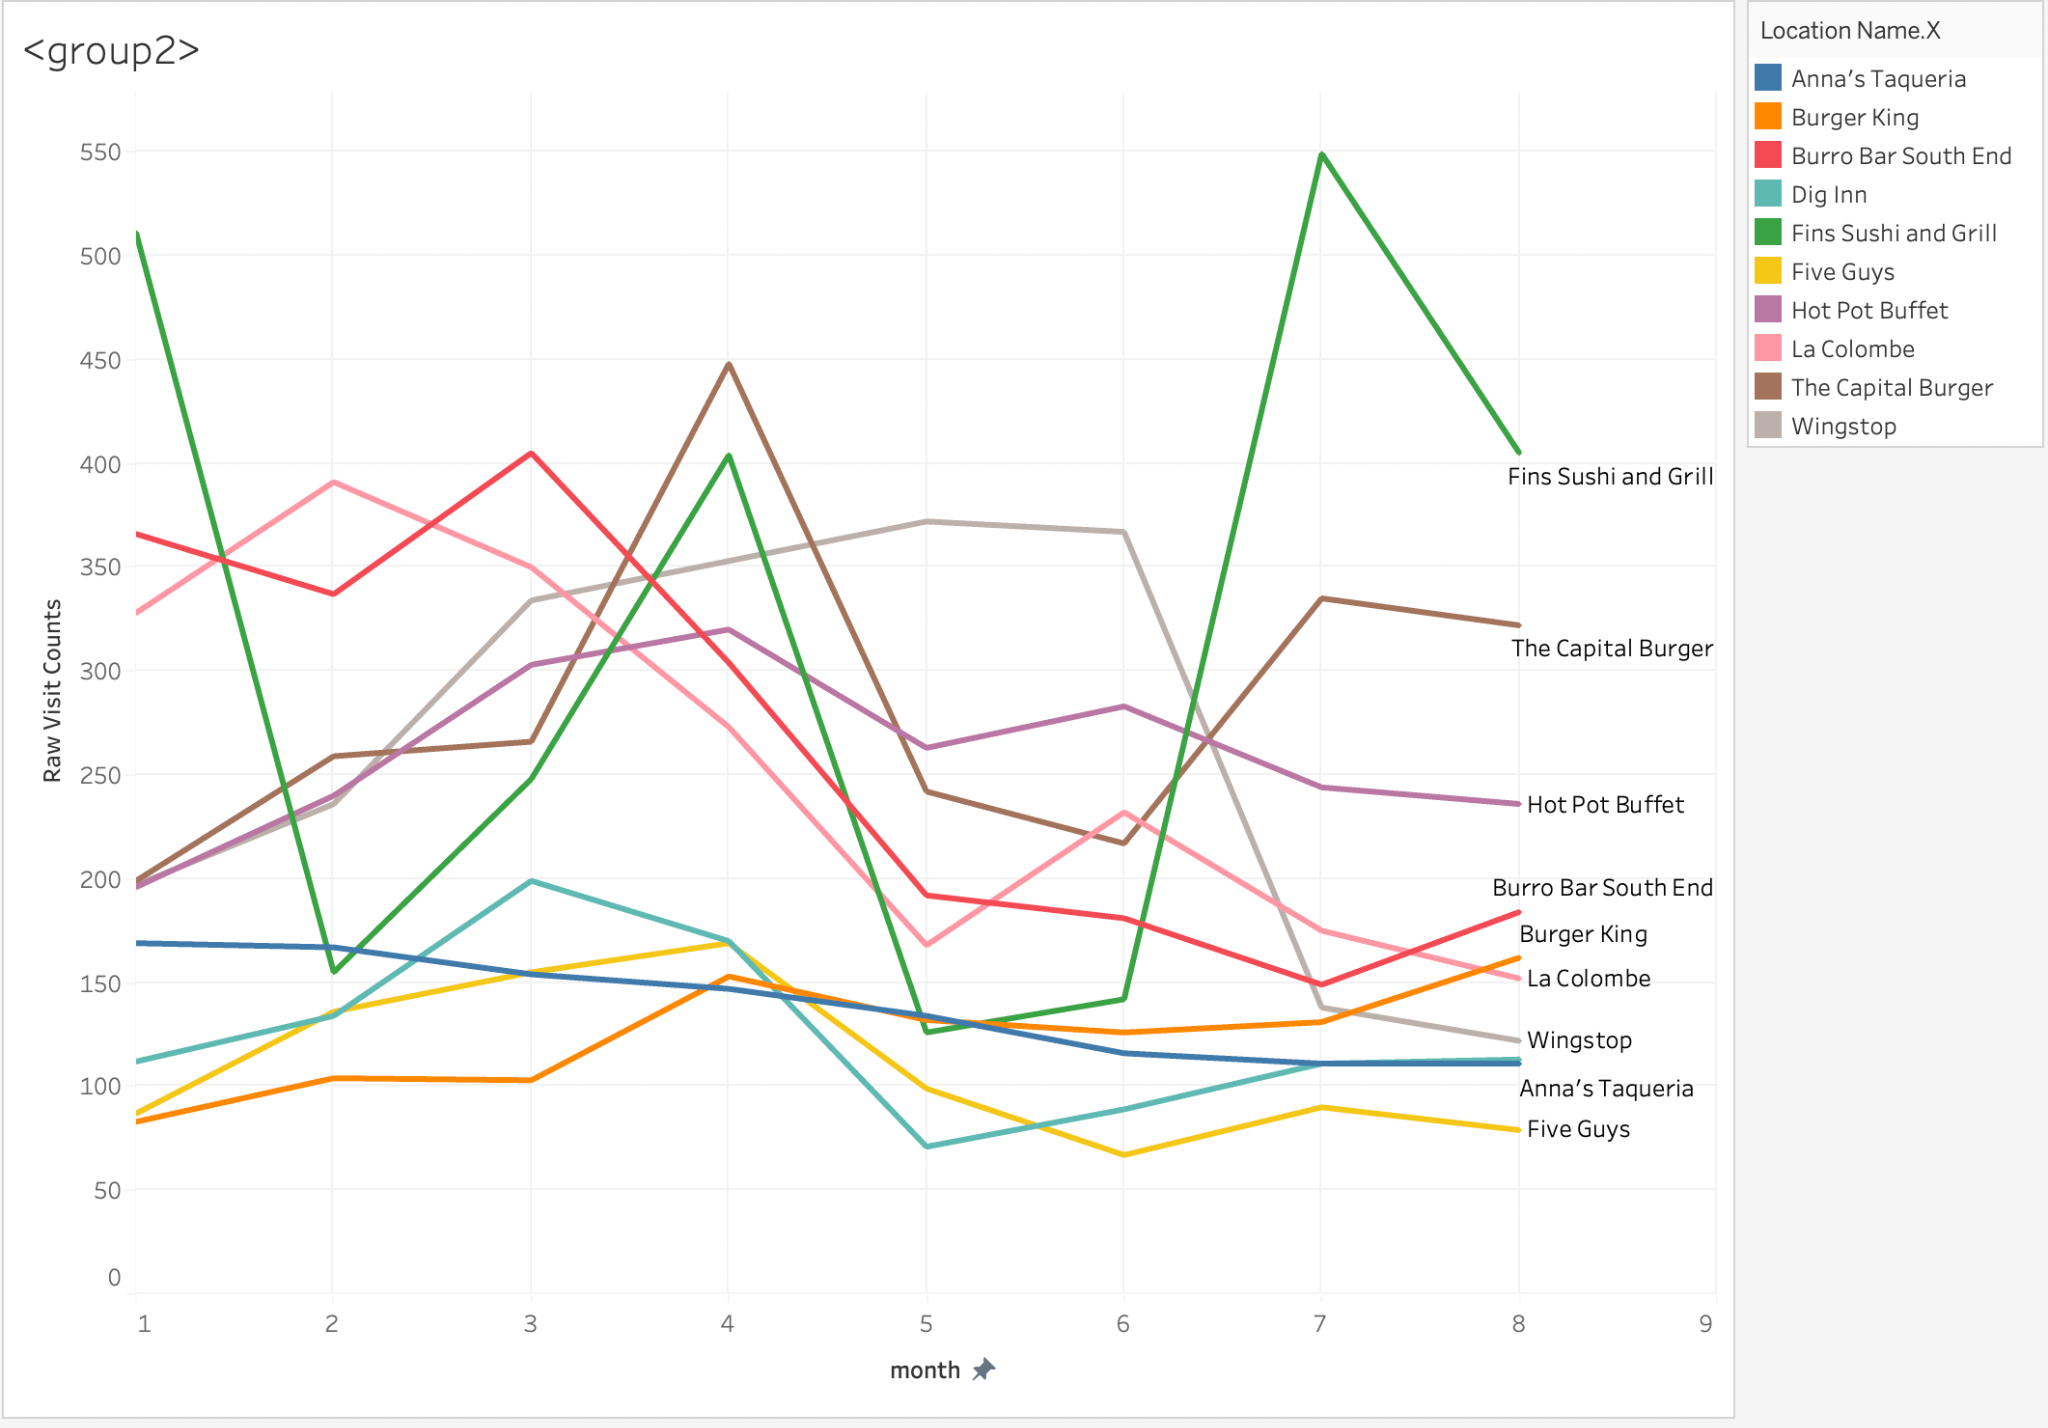 <group2>
Location Name.X
Anna's Taqueria
Burger King
Burro Bar South End
Dig Inn
Fins Sushi and Grill
Five Guys
Hot Pot Buffet
La Colombe
The Capital Burger
Wingstop
Raw Visit Counts
550
500
450
400
350
300
250
200
150
100
50
0
Fins Sushi and Grill
The Capital Burger
Hot Pot Buffet
Burro Bar South End
Burger King
La Colombe
Wingstop
Anna's Taqueria
Five Guys
1 2 3 4 5 6 7 8 9
month